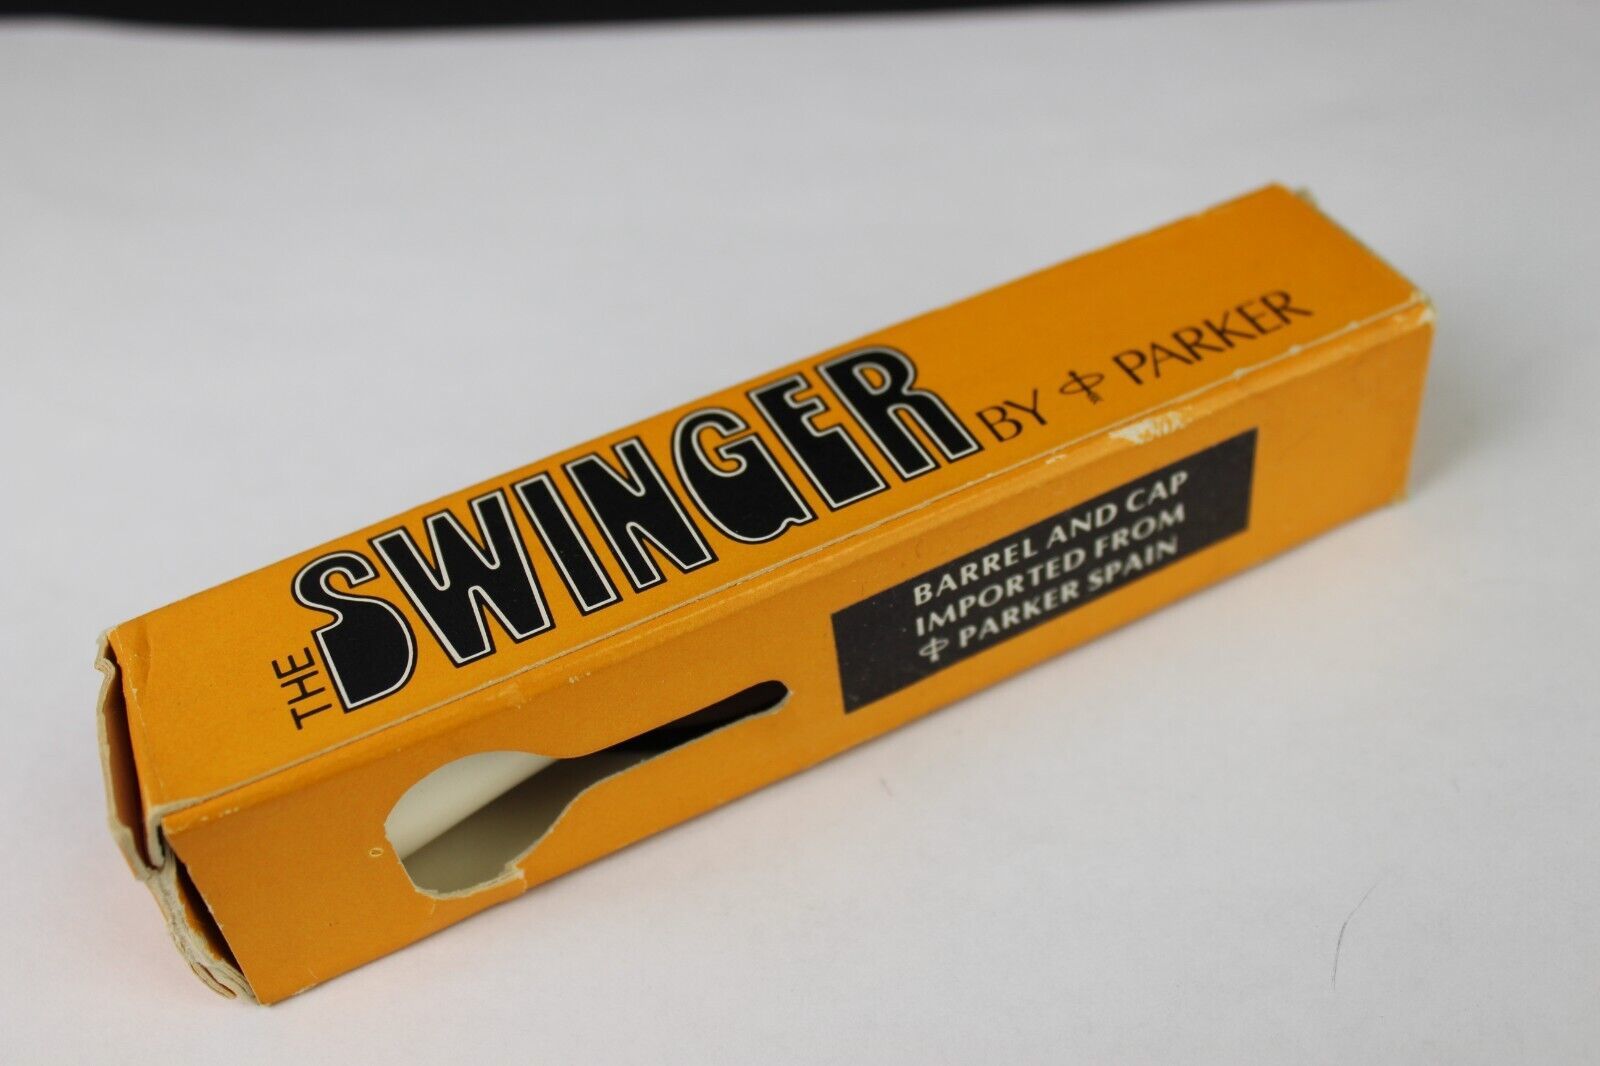 THE SWINGER BY PARKER
BARREL AND CAP
IMPORTED FROM
PARKER SPAIN